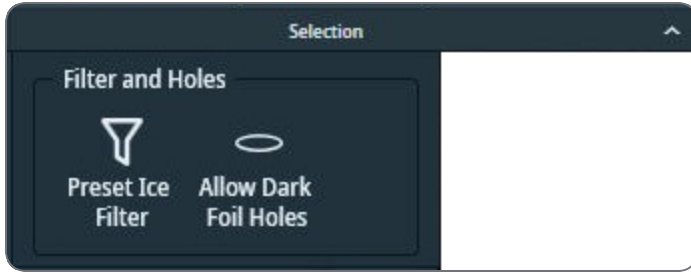 Selection
Filter and Holes
Preset Ice
Filter
Allow Dark
Foil Holes